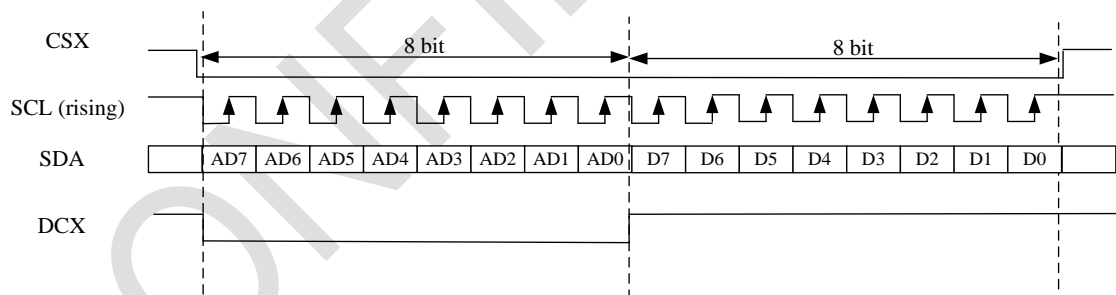 CSX
8 bit
8 bit
SCL (rising)
SDA
AD7 AD6 AD5 AD4 AD3 AD2 AD1 AD0 D7 D6 D5 D4 D3 D2 D1 D0
DCX